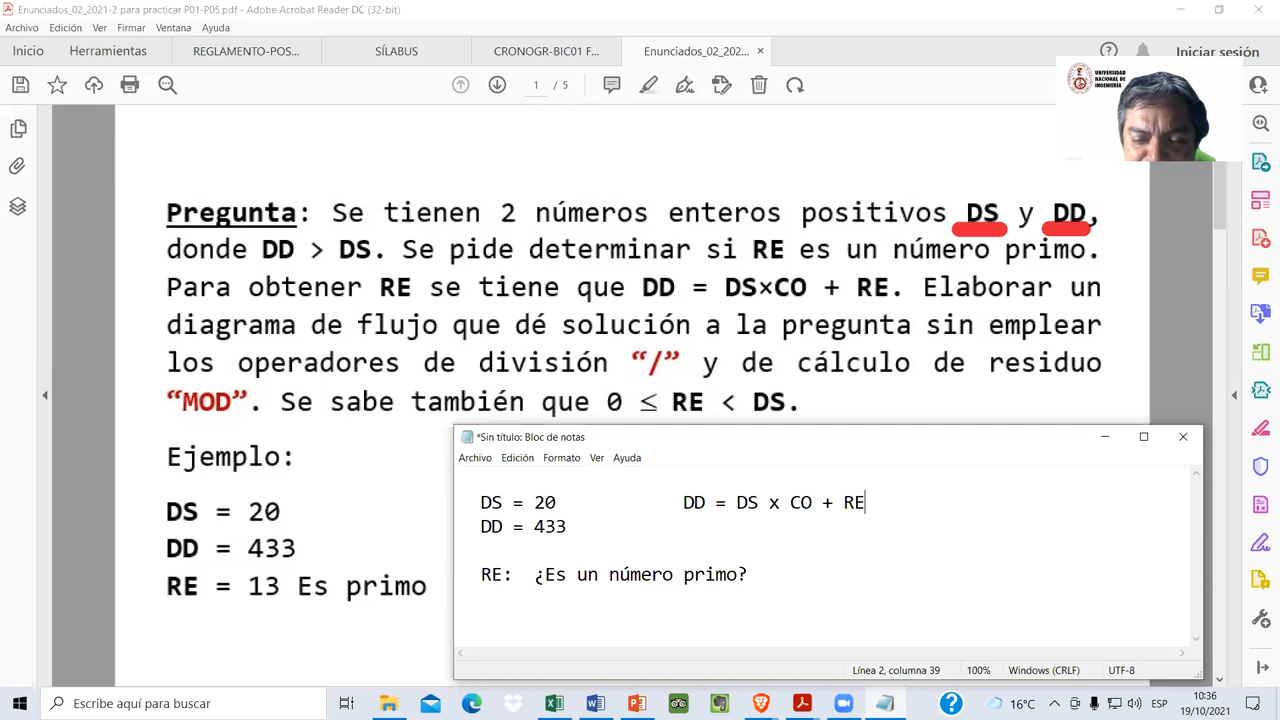 Enunciados_02_2021-2 para practicar P01-P05.pdf - Adobe Acrobat Reader DC (32-bit)
Archivo Edición Ver Firmar Ventana Ayuda
Inicio Herramientas REGLAMENTO-POS... SÍLABUS CRONOGR-BIC01 F... Enunciados_02_202... × Iniciar sesión
1 / 5
UNIVERSIDAD
NACIONAL DE
INGENIERÍA
Pregunta: Se tienen 2 números enteros positivos DS y DD,
donde DD > DS. Se pide determinar si RE es un número primo.
Para obtener RE se tiene que DD = DS×CO + RE. Elaborar un
diagrama de flujo que dé solución a la pregunta sin emplear
los operadores de división “/” y de cálculo de residuo
“MOD”. Se sabe también que 0 ≤ RE < DS.
Ejemplo:
DS = 20
DD = 433
RE = 13 Es primo
*Sin título: Bloc de notas
Archivo Edición Formato Ver Ayuda
DS = 20 DD = DS x CO + RE
DD = 433
RE: ¿Es un número primo?
Línea 2, columna 39 100% Windows (CRLF) UTF-8
Escribe aquí para buscar
16°C ESP
10:36
19/10/2021